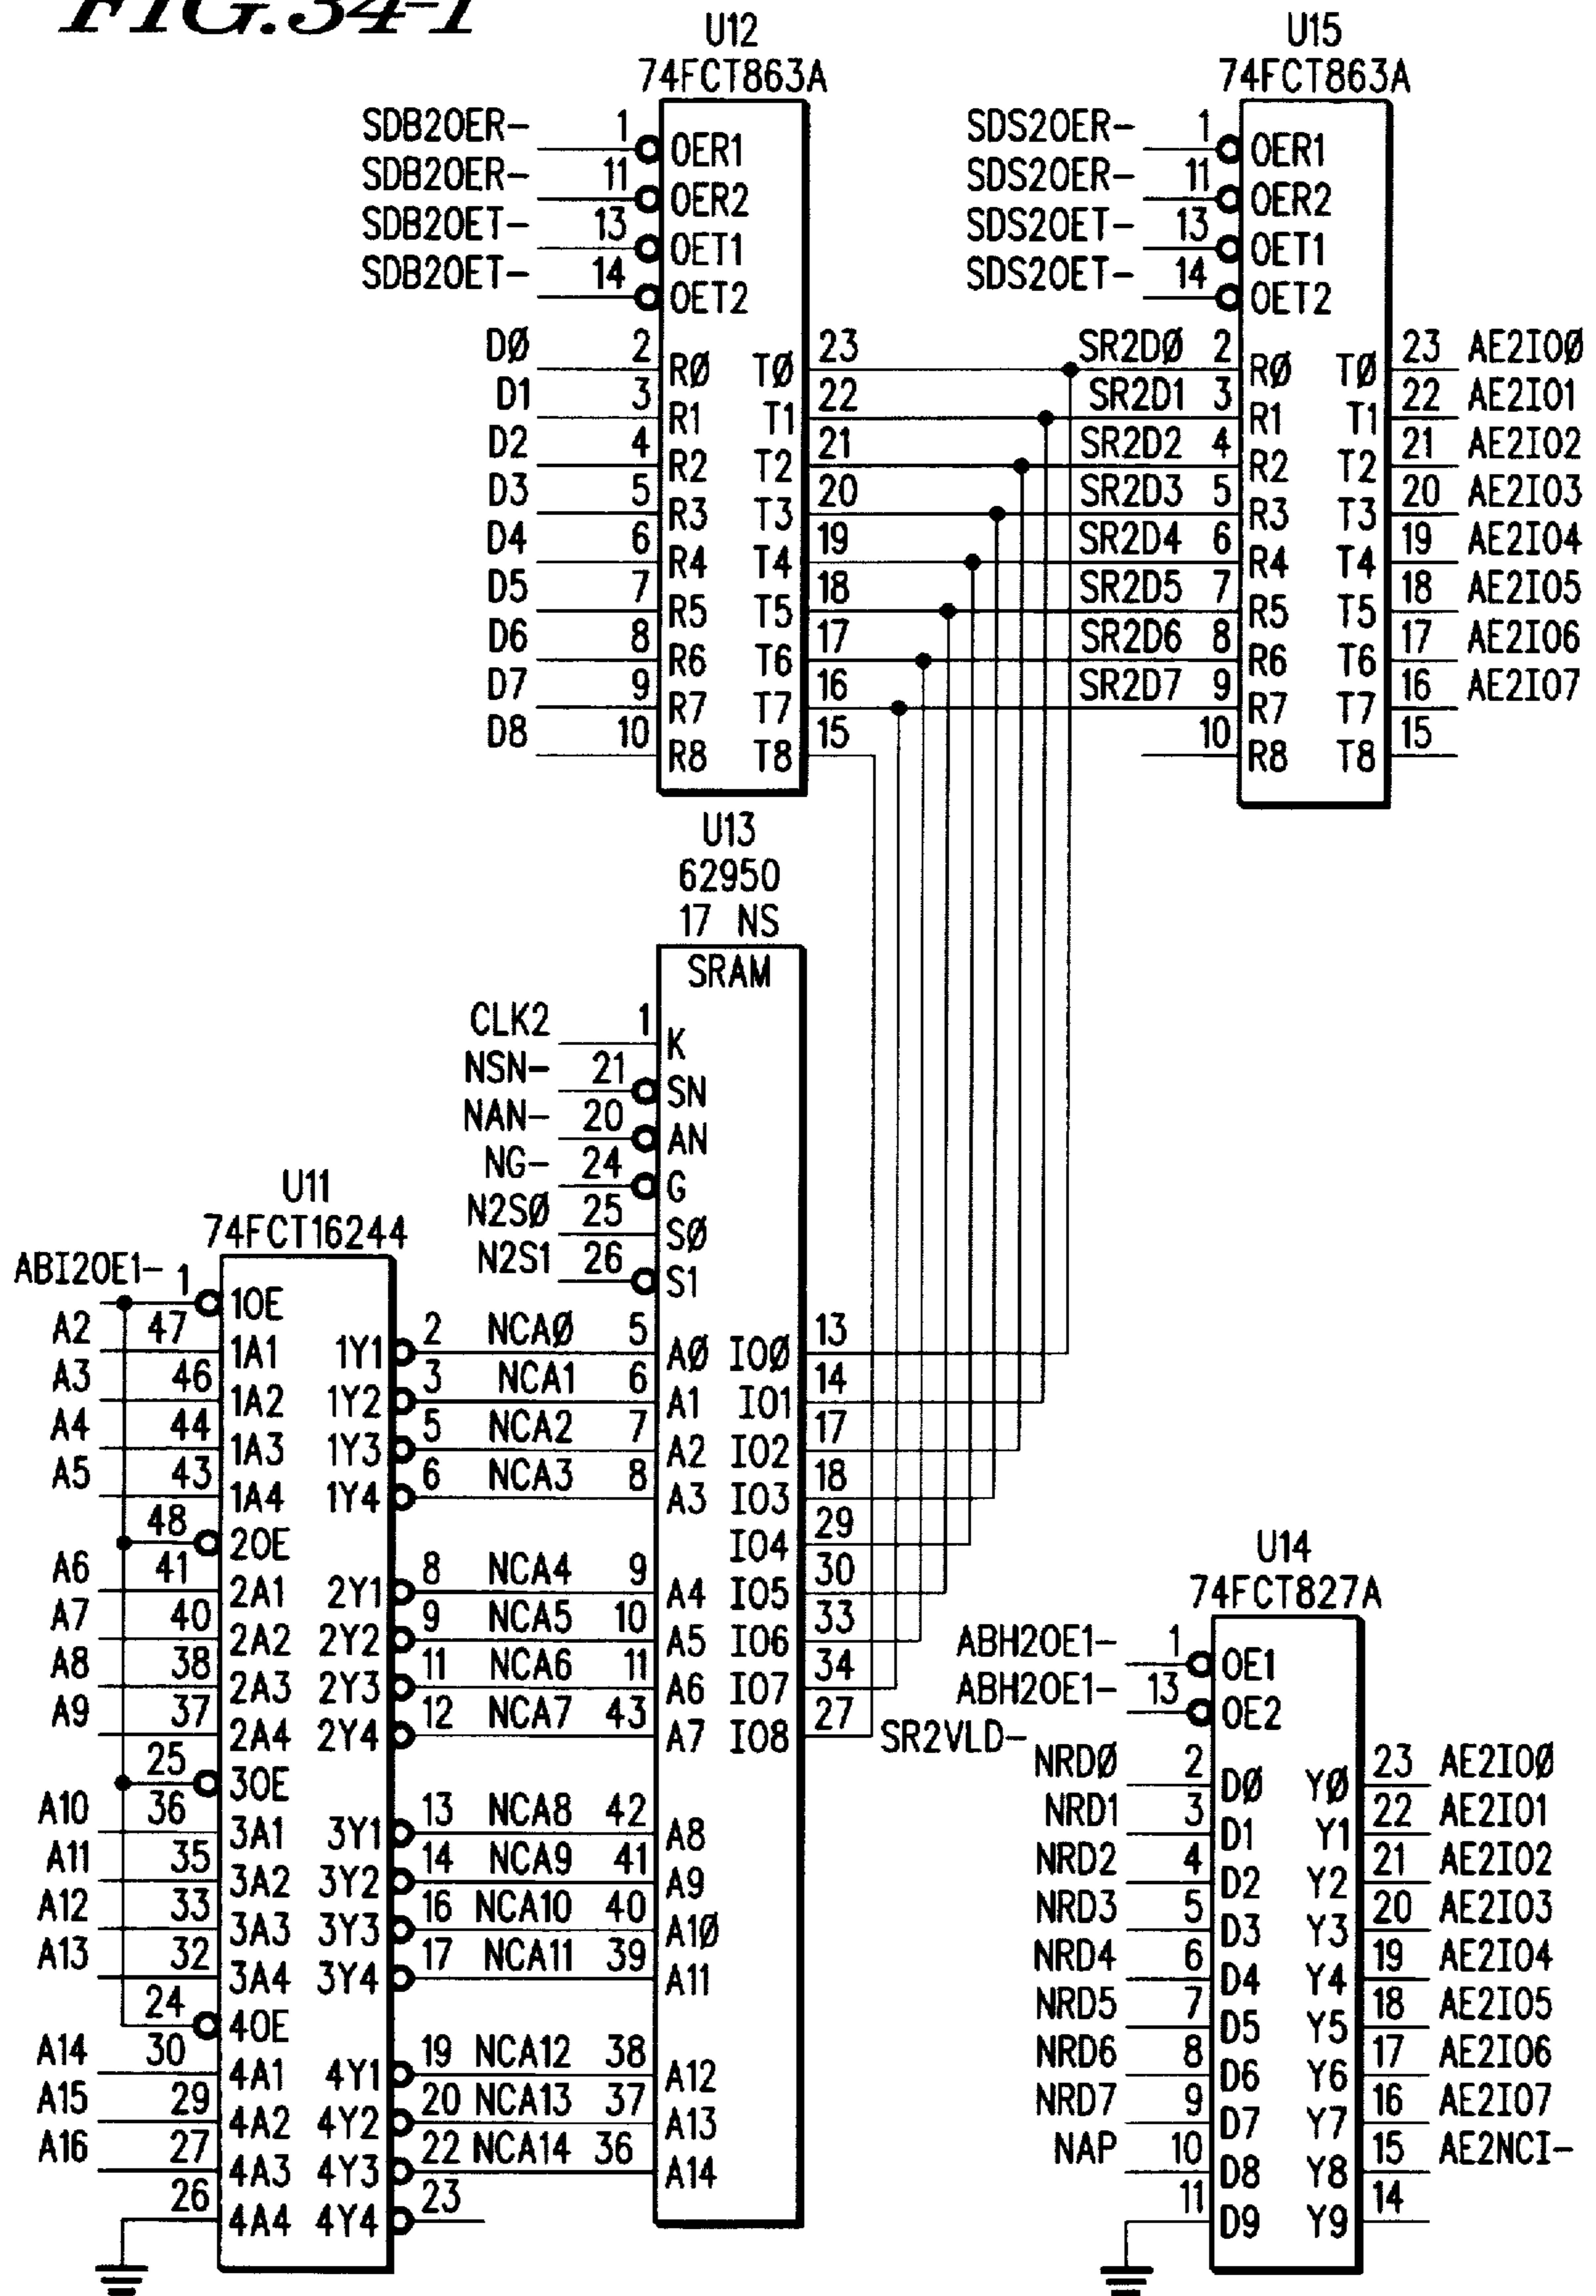 FIG.34-1
U12
74FCT863A
SDB2OER- 1 OER1
SDB2OER- 11 OER2
SDB2OET- 13 OET1
SDB2OET- 14 OET2
DØ 2 RØ TØ 23
D1 3 R1 T1 22
D2 4 R2 T2 21
D3 5 R3 T3 20
D4 6 R4 T4 19
D5 7 R5 T5 18
D6 8 R6 T6 17
D7 9 R7 T7 16
D8 10 R8 T8 15
U15
74FCT863A
SDS2OER- 1 OER1
SDS2OER- 11 OER2
SDS2OET- 13 OET1
SDS2OET- 14 OET2
SR2DØ 2 RØ TØ 23 AE2IOØ
SR2D1 3 R1 T1 22 AE2IO1
SR2D2 4 R2 T2 21 AE2IO2
SR2D3 5 R3 T3 20 AE2IO3
SR2D4 6 R4 T4 19 AE2IO4
SR2D5 7 R5 T5 18 AE2IO5
SR2D6 8 R6 T6 17 AE2IO6
SR2D7 9 R7 T7 16 AE2IO7
10 R8 T8 15
U13
62950
17 NS
SRAM
CLK2 1 K
NSN- 21 SN
NAN- 20 AN
NG- 24 G
N2SØ 25 SØ
N2S1 26 S1
NCAØ 5 AØ IOØ 13
NCA1 6 A1 IO1 14
NCA2 7 A2 IO2 17
NCA3 8 A3 IO3 18
IO4 29
NCA4 9 A4 IO5 30
NCA5 10 A5 IO6 33
NCA6 11 A6 IO7 34
NCA7 43 A7 IO8 27 SR2VLD-
NCA8 42 A8
NCA9 41 A9
NCA10 40 A1Ø
NCA11 39 A11
NCA12 38 A12
NCA13 37 A13
NCA14 36 A14
U11
74FCT16244
ABI2OE1- 1 1OE
A2 47 1A1 1Y1 2
A3 46 1A2 1Y2 3
A4 44 1A3 1Y3 5
A5 43 1A4 1Y4 6
48 2OE
A6 41 2A1 2Y1 8
A7 40 2A2 2Y2 9
A8 38 2A3 2Y3 11
A9 37 2A4 2Y4 12
25 3OE
A10 36 3A1 3Y1 13
A11 35 3A2 3Y2 14
A12 33 3A3 3Y3 16
A13 32 3A4 3Y4 17
24 4OE
A14 30 4A1 4Y1 19
A15 29 4A2 4Y2 20
A16 27 4A3 4Y3 22
26 4A4 4Y4 23
U14
74FCT827A
ABH2OE1- 1 OE1
ABH2OE1- 13 OE2
NRDØ 2 DØ YØ 23 AE2IOØ
NRD1 3 D1 Y1 22 AE2IO1
NRD2 4 D2 Y2 21 AE2IO2
NRD3 5 D3 Y3 20 AE2IO3
NRD4 6 D4 Y4 19 AE2IO4
NRD5 7 D5 Y5 18 AE2IO5
NRD6 8 D6 Y6 17 AE2IO6
NRD7 9 D7 Y7 16 AE2IO7
NAP 10 D8 Y8 15 AE2NCI-
11 D9 Y9 14